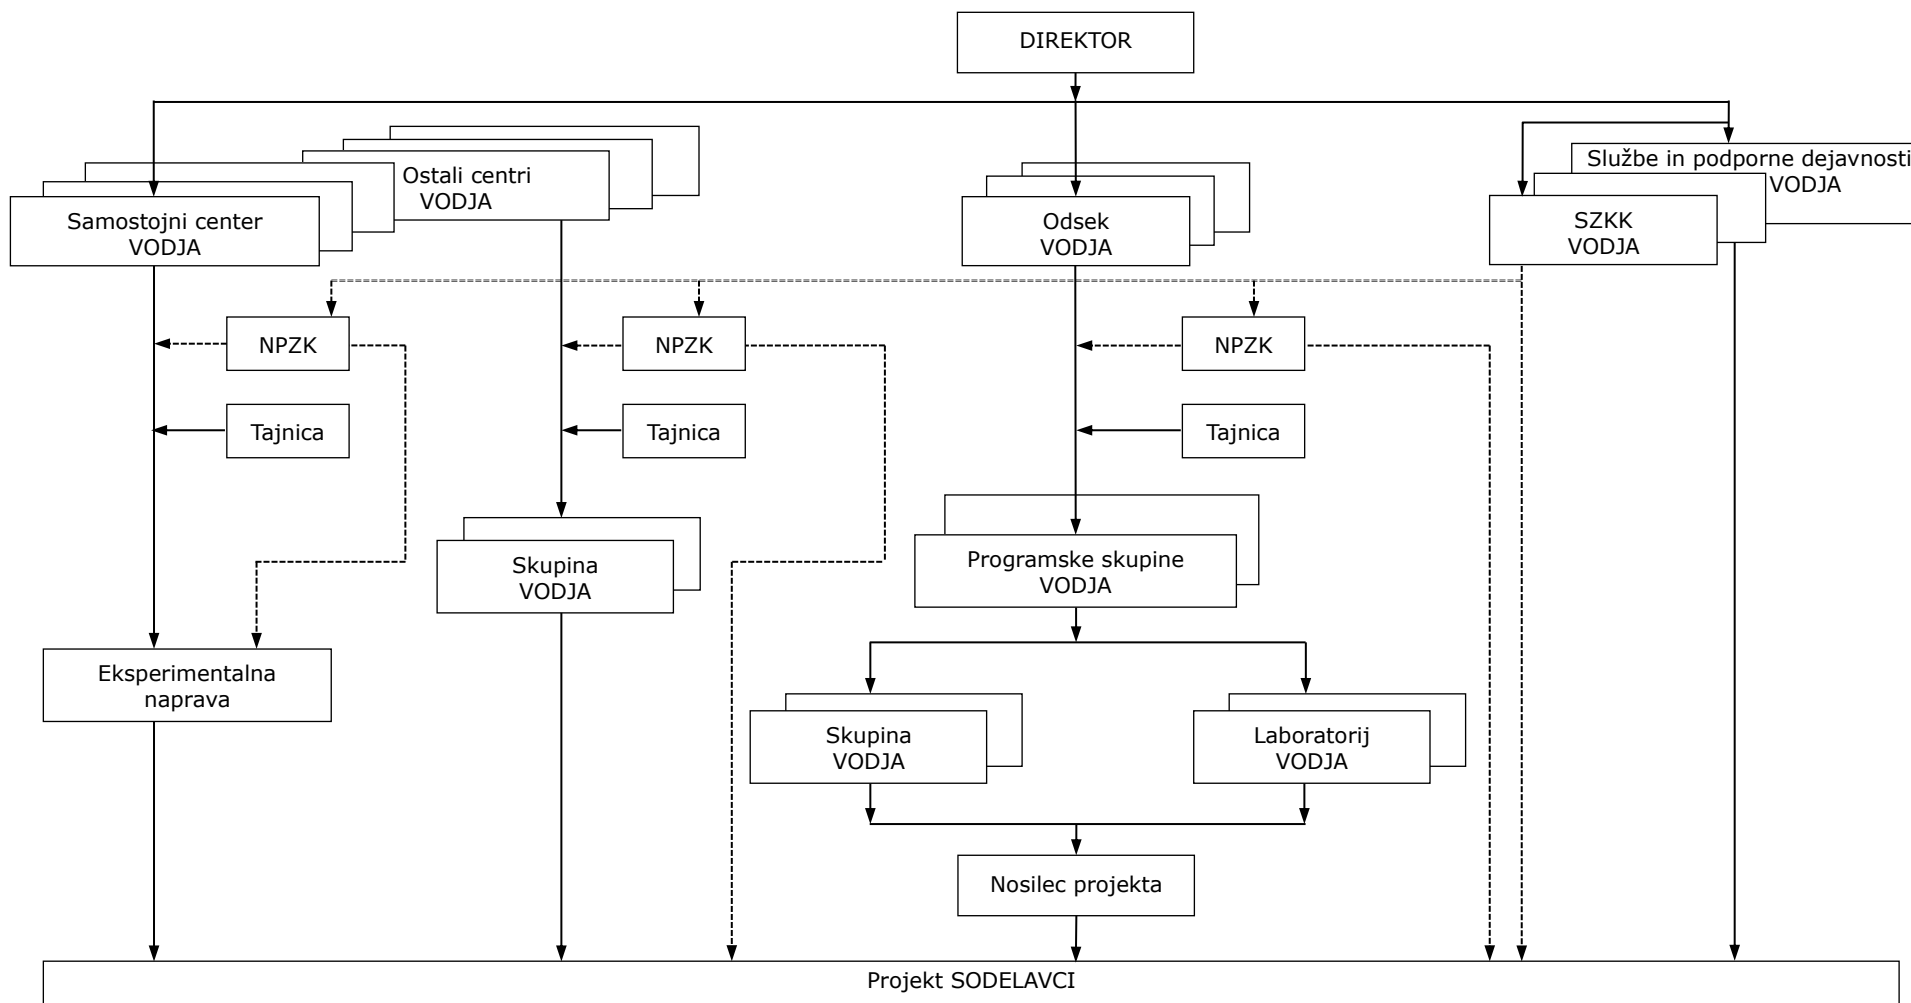 DIREKTOR
Ostali centri
VODJA
Službe in podporne dejavnosti
VODJA
Samostojni center
VODJA
Odsek
VODJA
SZKK
VODJA
NPZK
NPZK
NPZK
Tajnica
Tajnica
Tajnica
Skupina
VODJA
Programske skupine
VODJA
Eksperimentalna
naprava
Skupina
VODJA
Laboratorij
VODJA
Nosilec projekta
Projekt SODELAVCI